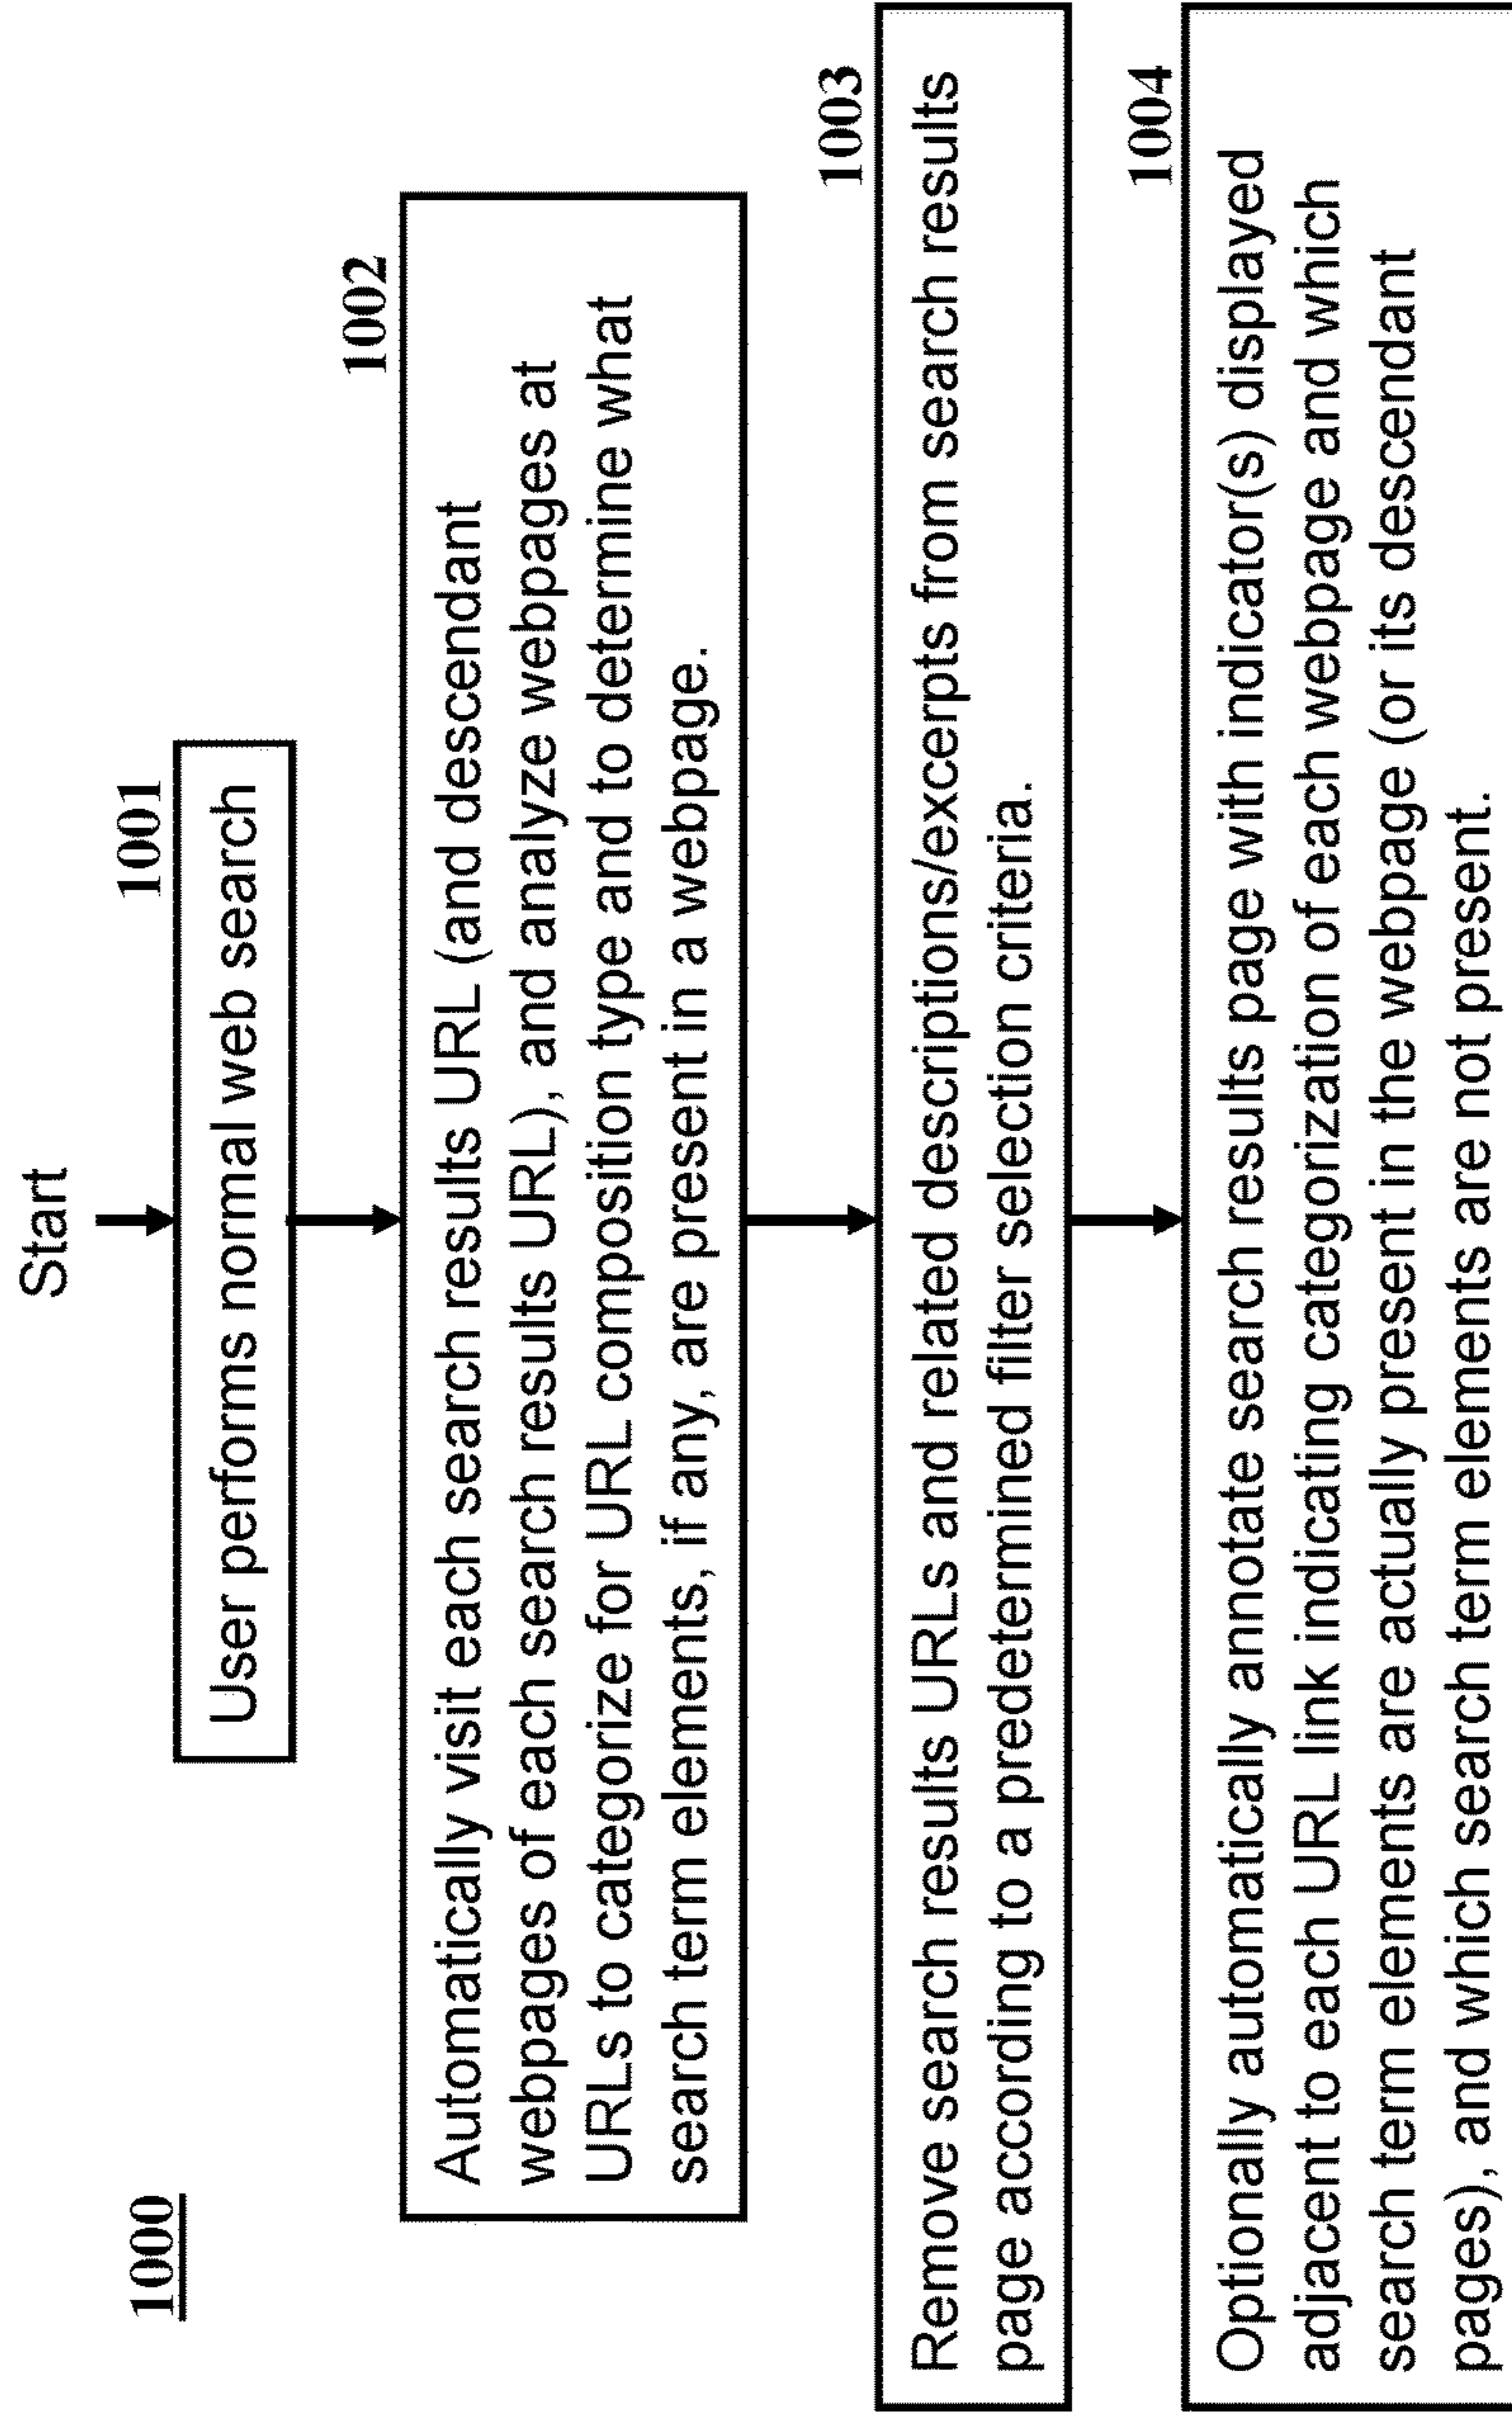 1000
Start
1001
User performs normal web search
1002
Automatically visit each search results URL (and descendant
webpages of each search results URL), and analyze webpages at
URLs to categorize for URL composition type and to determine what
search term elements, if any, are present in a webpage.
1003
Remove search results URLs and related descriptions/excerpts from search results
page according to a predetermined filter selection criteria.
1004
Optionally automatically annotate search results page with indicator(s) displayed
adjacent to each URL link indicating categorization of each webpage and which
search term elements are actually present in the webpage (or its descendant
pages), and which search term elements are not present.